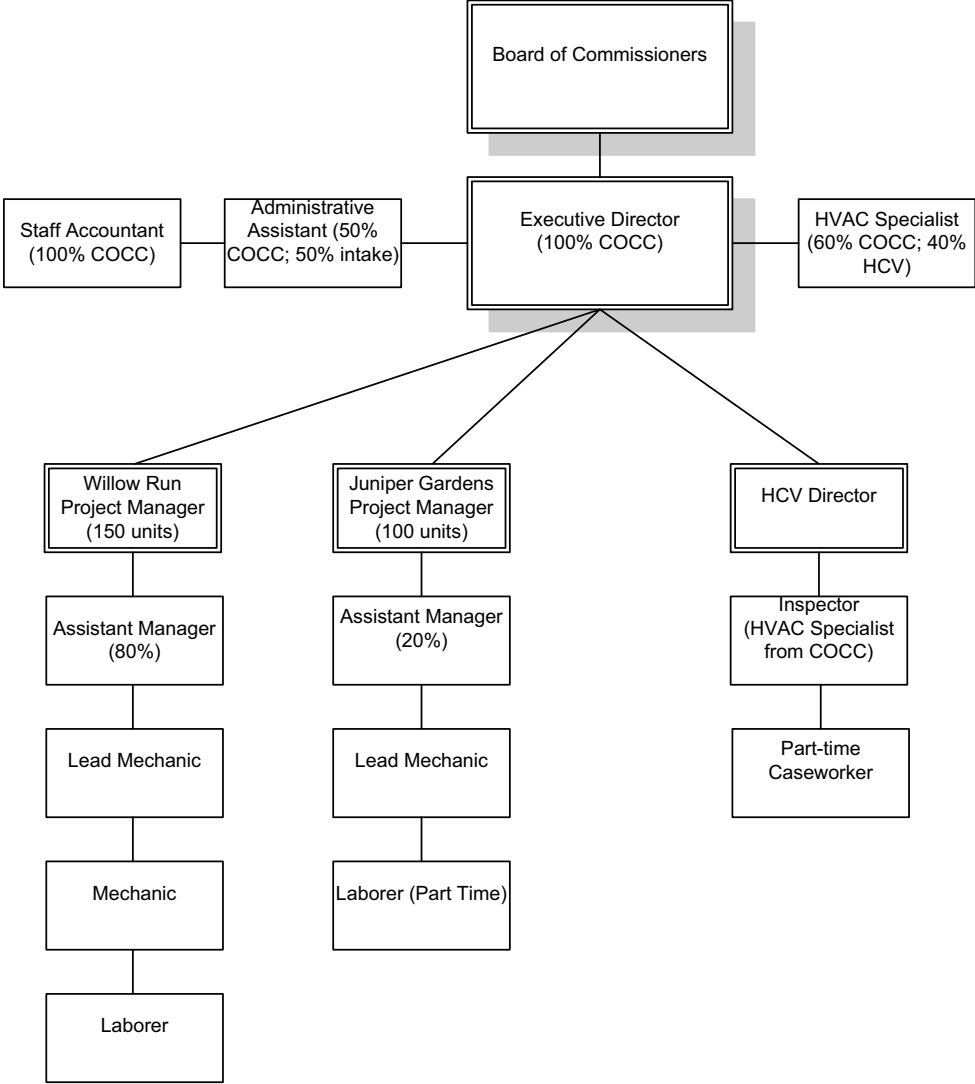 Board of Commissioners
Staff Accountant
(100% COCC)
Administrative
Assistant (50%
COCC; 50% intake)
Executive Director
(100% COCC)
HVAC Specialist
(60% COCC; 40%
HCV)
Willow Run
Project Manager
(150 units)
Juniper Gardens
Project Manager
(100 units)
HCV Director
Assistant Manager
(80%)
Assistant Manager
(20%)
Inspector
(HVAC Specialist
from COCC)
Lead Mechanic
Lead Mechanic
Part-time
Caseworker
Mechanic
Laborer (Part Time)
Laborer